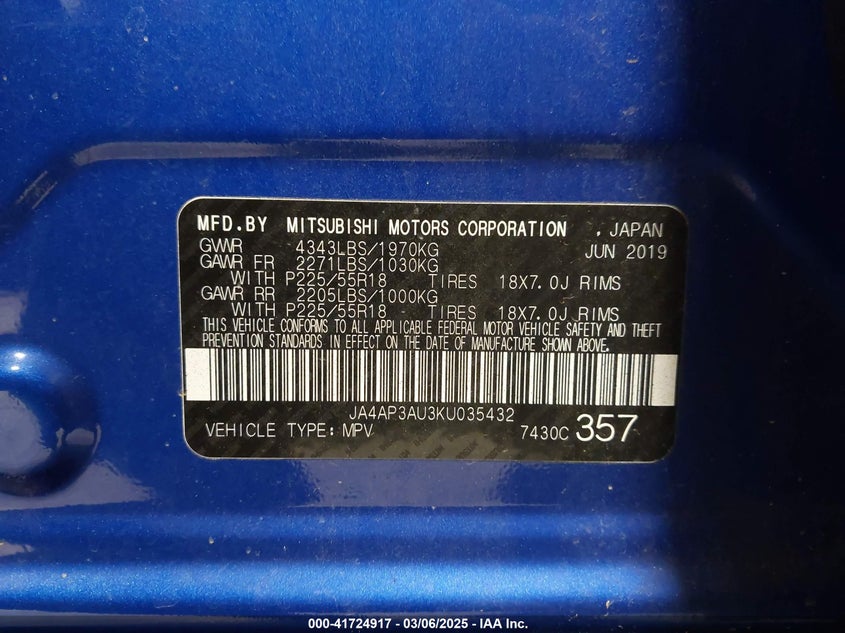 MFD.BY MITSUBISHI MOTORS CORPORATION , JAPAN
GVWR 4343LBS/1970KG JUN 2019
GAWR FR 2271LBS/1030KG
WITH P225/55R18 TIRES 18X7.0J RIMS
GAWR RR 2205LBS/1000KG
WITH P225/55R18 TIRES 18X7.0J RIMS
THIS VEHICLE CONFORMS TO ALL APPLICABLE FEDERAL MOTOR VEHICLE SAFETY AND THEFT
PREVENTION STANDARDS IN EFFECT ON THE DATE OF MANUFACTURE SHOWN ABOVE.
JA4AP3AU3KU035432
VEHICLE TYPE: MPV 7430C 357
000-41724917 - 03/06/2025 - IAA Inc.